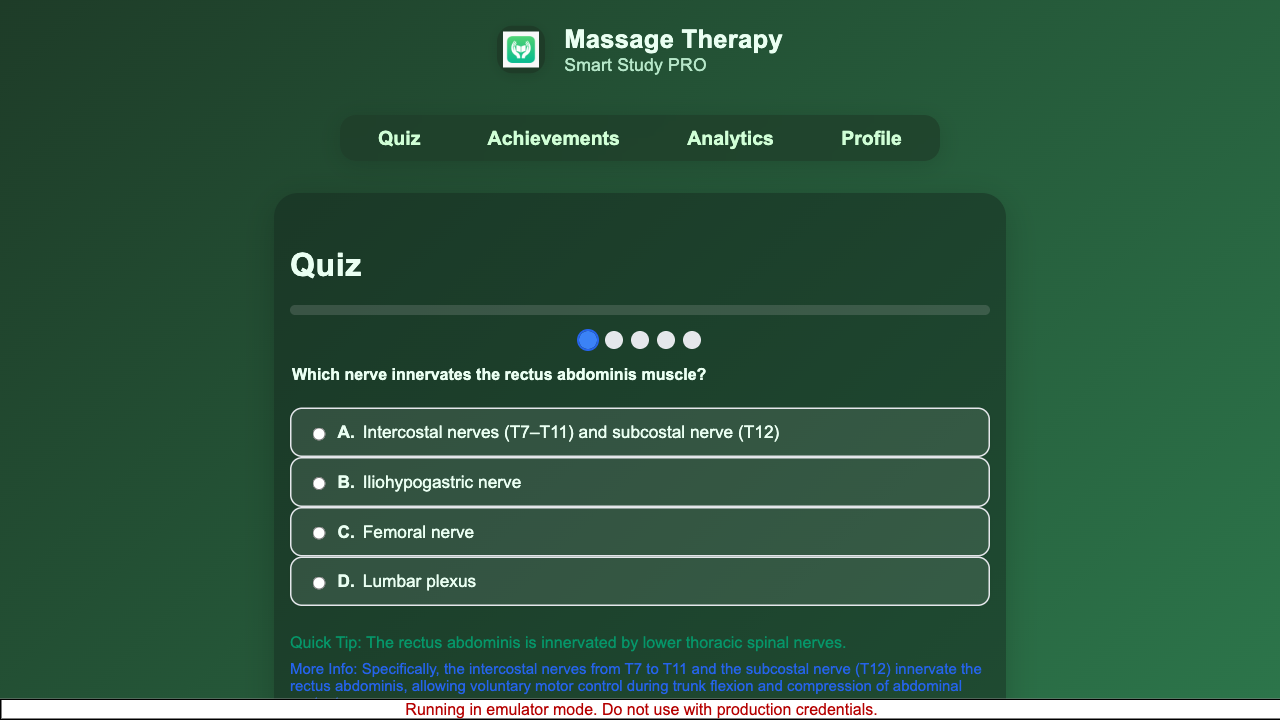 Massage Therapy
Smart Study PRO
Quiz Achievements Analytics Profile
Quiz
Which nerve innervates the rectus abdominis muscle?
A. Intercostal nerves (T7–T11) and subcostal nerve (T12)
B. Iliohypogastric nerve
C. Femoral nerve
D. Lumbar plexus
Quick Tip: The rectus abdominis is innervated by lower thoracic spinal nerves.
More Info: Specifically, the intercostal nerves from T7 to T11 and the subcostal nerve (T12) innervate the
rectus abdominis, allowing voluntary motor control during trunk flexion and compression of abdominal
Running in emulator mode. Do not use with production credentials.